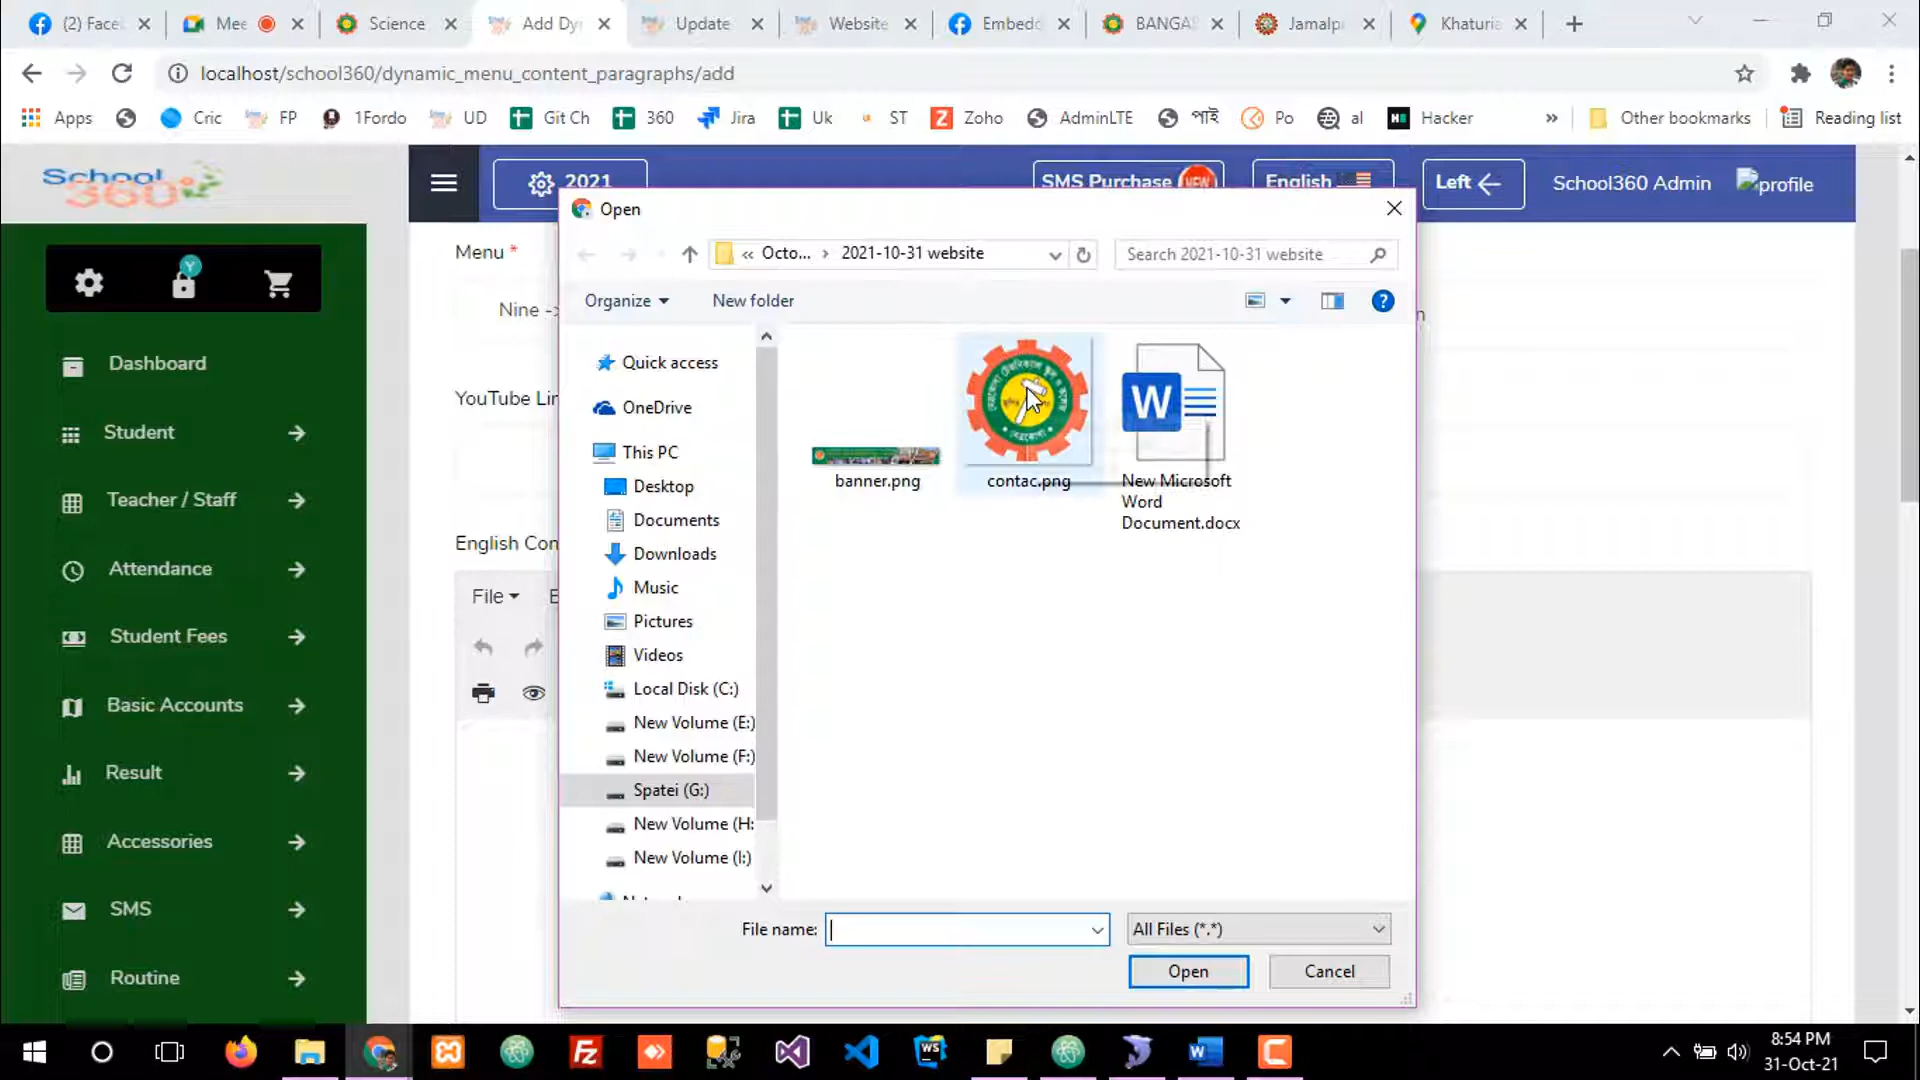 (2) Face
Mee
Science
Add Dy
Update
Website
Embedd
BANGA
Jamalp
Khaturia
localhost/school360/dynamic_menu_content_paragraphs/add
Apps
Cric
FP
1Fordo
UD
Git Ch
360
Jira
Uk
ST
Zoho
AdminLTE
পাই
Po
al
Hacker
»
Other bookmarks
Reading list
School
360
2021
SMS Purchase
NEW
English
Left
School360 Admin
profile
Y
Dashboard
Student
Teacher / Staff
Attendance
Student Fees
Basic Accounts
Result
Accessories
SMS
Routine
Menu *
Nine ->
YouTube Lin
English Con
File
Open
« Octo... › 2021-10-31 website
Search 2021-10-31 website
Organize
New folder
Quick access
OneDrive
This PC
Desktop
Documents
Downloads
Music
Pictures
Videos
Local Disk (C:)
New Volume (E:)
New Volume (F:)
Spatei (G:)
New Volume (H:
New Volume (I:)
banner.png
contac.png
New Microsoft
Word
Document.docx
File name:
All Files (*.*)
Open
Cancel
8:54 PM
31-Oct-21